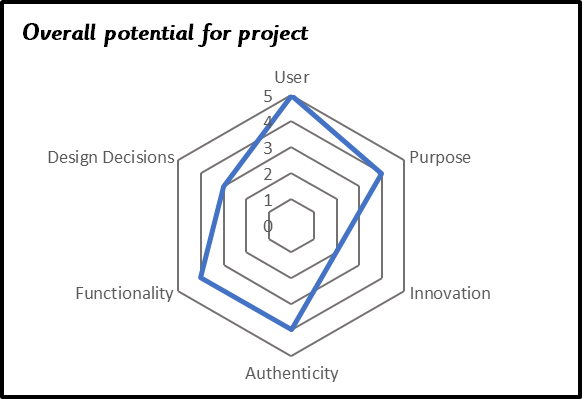 Overall potential for project
User
5
4
3
2
1
0
Design Decisions
Purpose
Functionality
Innovation
Authenticity